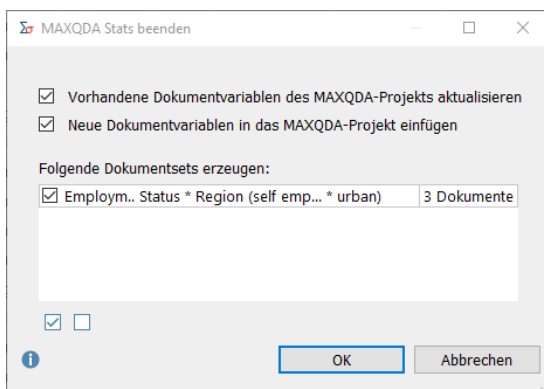 Σσ MAXQDA Stats beenden
Vorhandene Dokumentvariablen des MAXQDA-Projekts aktualisieren
Neue Dokumentvariablen in das MAXQDA-Projekt einfügen
Folgende Dokumentsets erzeugen:
Employm.. Status * Region (self emp... * urban) 3 Dokumente
OK Abbrechen